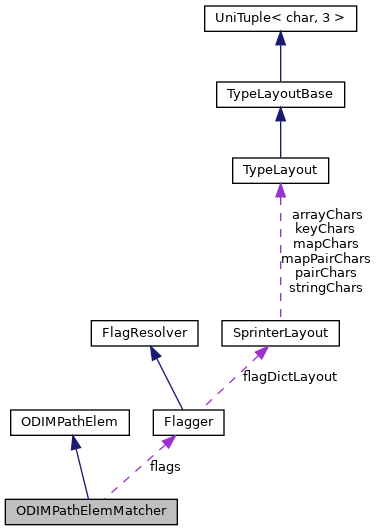 UniTuple< char, 3 >
TypeLayoutBase
TypeLayout
arrayChars
keyChars
mapChars
mapPairChars
pairChars
stringChars
FlagResolver
SprinterLayout
flagDictLayout
ODIMPathElem
Flagger
flags
ODIMPathElemMatcher